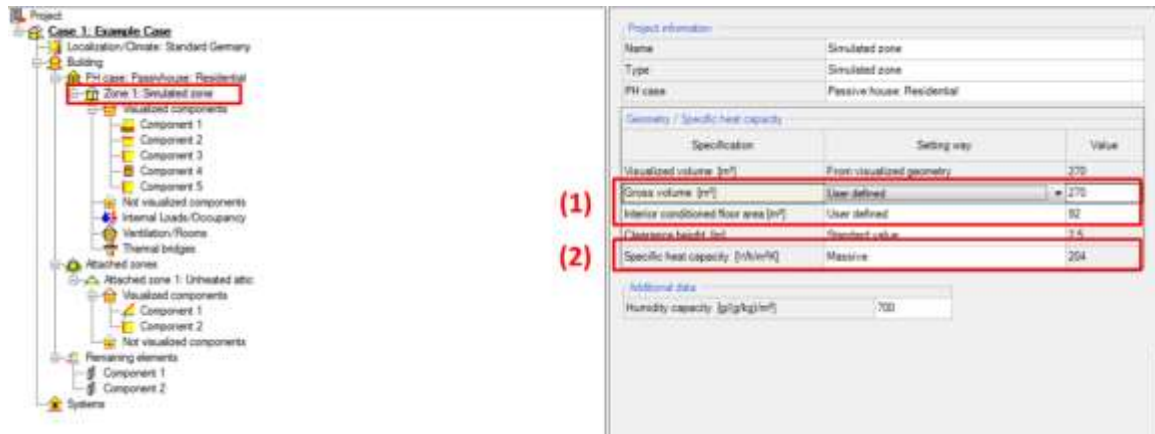 Project
Case 1: Example Case
Localization/Climate: Standard Germany
Building
PH case: Passivhouse: Residential
Zone 1: Simulated zone
Visualized components
Component 1
Component 2
Component 3
Component 4
Component 5
Not visualized components
Internal Loads/Occupancy
Ventilation/Rooms
Thermal bridges
Attached zones
Attached zone 1: Unheated attic
Visualized components
Component 1
Component 2
Not visualized components
Remaining elements
Component 1
Component 2
Systems
(1)
(2)
Project information
Name Simulated zone
Type Simulated zone
PH case Passive house: Residential
Geometry / Specific heat capacity
Specification Setting way Value
Visualized volume [m³] From visualized geometry 270
Gross volume [m³] User defined 270
Interior conditioned floor area [m²] User defined 92
Clearance height [m] Standard value 2.5
Specific heat capacity [Wh/m²K] Massive 204
Additional data
Humidity capacity [g/(g/kg)/m²] 700